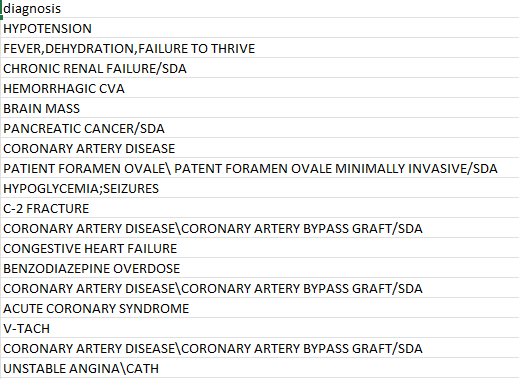 diagnosis
HYPOTENSION
FEVER,DEHYDRATION,FAILURE TO THRIVE
CHRONIC RENAL FAILURE/SDA
HEMORRHAGIC CVA
BRAIN MASS
PANCREATIC CANCER/SDA
CORONARY ARTERY DISEASE
PATIENT FORAMEN OVALE\ PATENT FORAMEN OVALE MINIMALLY INVASIVE/SDA
HYPOGLYCEMIA;SEIZURES
C-2 FRACTURE
CORONARY ARTERY DISEASE\CORONARY ARTERY BYPASS GRAFT/SDA
CONGESTIVE HEART FAILURE
BENZODIAZEPINE OVERDOSE
CORONARY ARTERY DISEASE\CORONARY ARTERY BYPASS GRAFT/SDA
ACUTE CORONARY SYNDROME
V-TACH
CORONARY ARTERY DISEASE\CORONARY ARTERY BYPASS GRAFT/SDA
UNSTABLE ANGINA\CATH